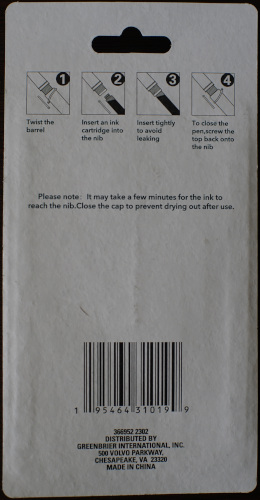 1 2 3 4
Twist the
barrel
Insert an ink
cartridge into
the nib
Insert tightly
to avoid
leaking
To close the
pen,screw the
top back onto
the nib
Please note: It may take a few minutes for the ink to
reach the nib.Close the cap to prevent drying out after use.
1 95464 31019 9
366952 2302
DISTRIBUTED BY
GREENBRIER INTERNATIONAL, INC.
500 VOLVO PARKWAY,
CHESAPEAKE, VA 23320
MADE IN CHINA